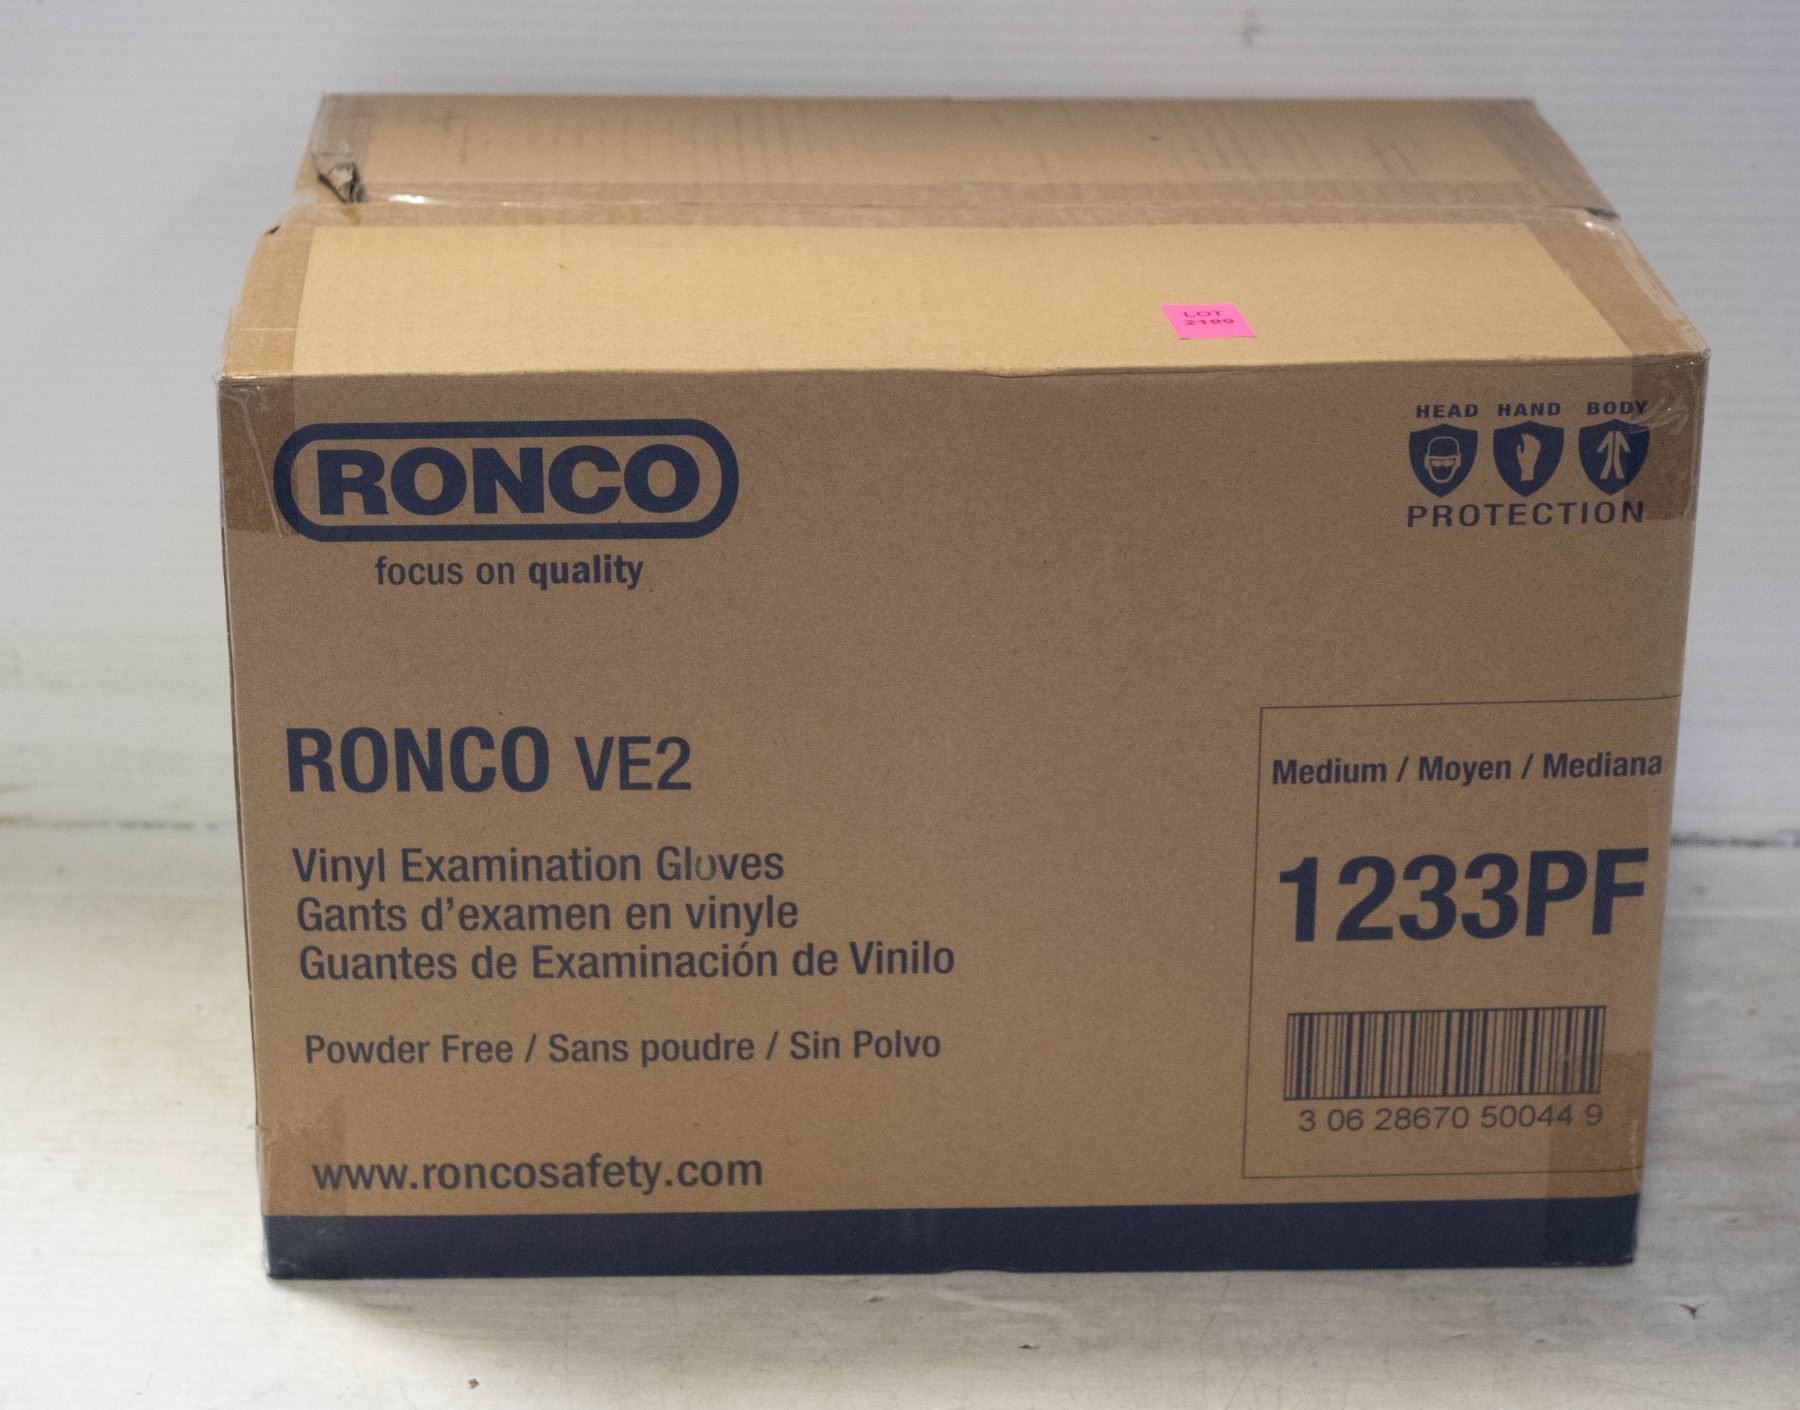 LOT
2199
RONCO
focus on quality
HEAD HAND BODY
PROTECTION
RONCO VE2
Vinyl Examination Gloves
Gants d'examen en vinyle
Guantes de Examinación de Vinilo
Powder Free / Sans poudre / Sin Polvo
www.roncosafety.com
Medium / Moyen / Mediana
1233PF
3 06 28670 50044 9